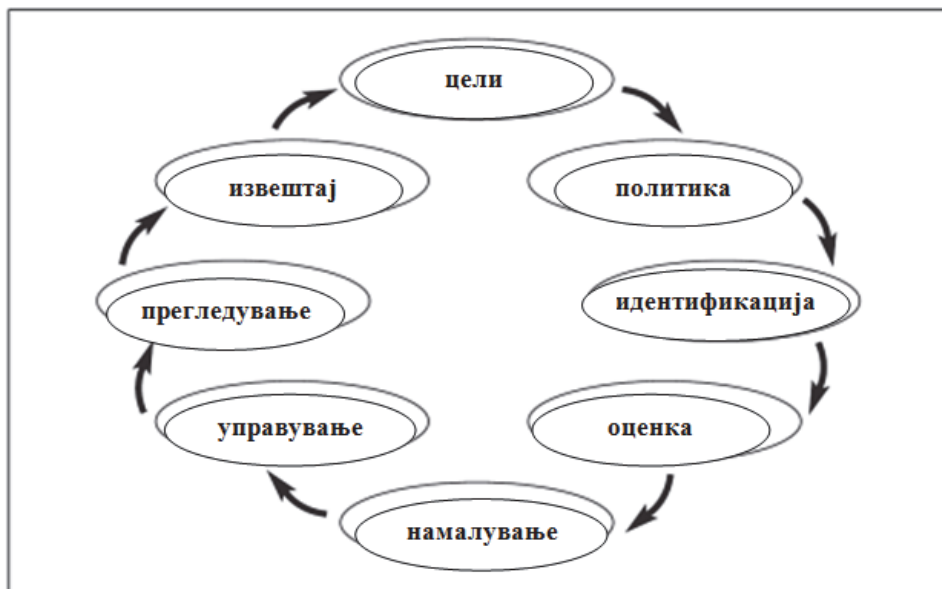 цели
политика
идентификација
оценка
намалување
управување
прегледување
извештај